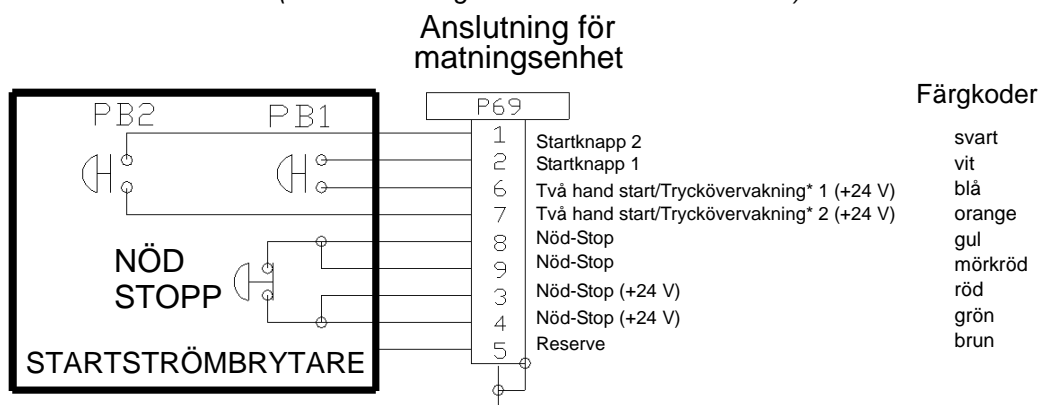 Anslutning för
matningsenhet
Färgkoder
PB2
PB1
P69
1 Startknapp 2 svart
2 Startknapp 1 vit
6 Två hand start/Tryckövervakning* 1 (+24 V) blå
7 Två hand start/Tryckövervakning* 2 (+24 V) orange
8 Nöd-Stop gul
9 Nöd-Stop mörkröd
3 Nöd-Stop (+24 V) röd
4 Nöd-Stop (+24 V) grön
5 Reserve brun
NÖD
STOPP
STARTSTRÖMBRYTARE